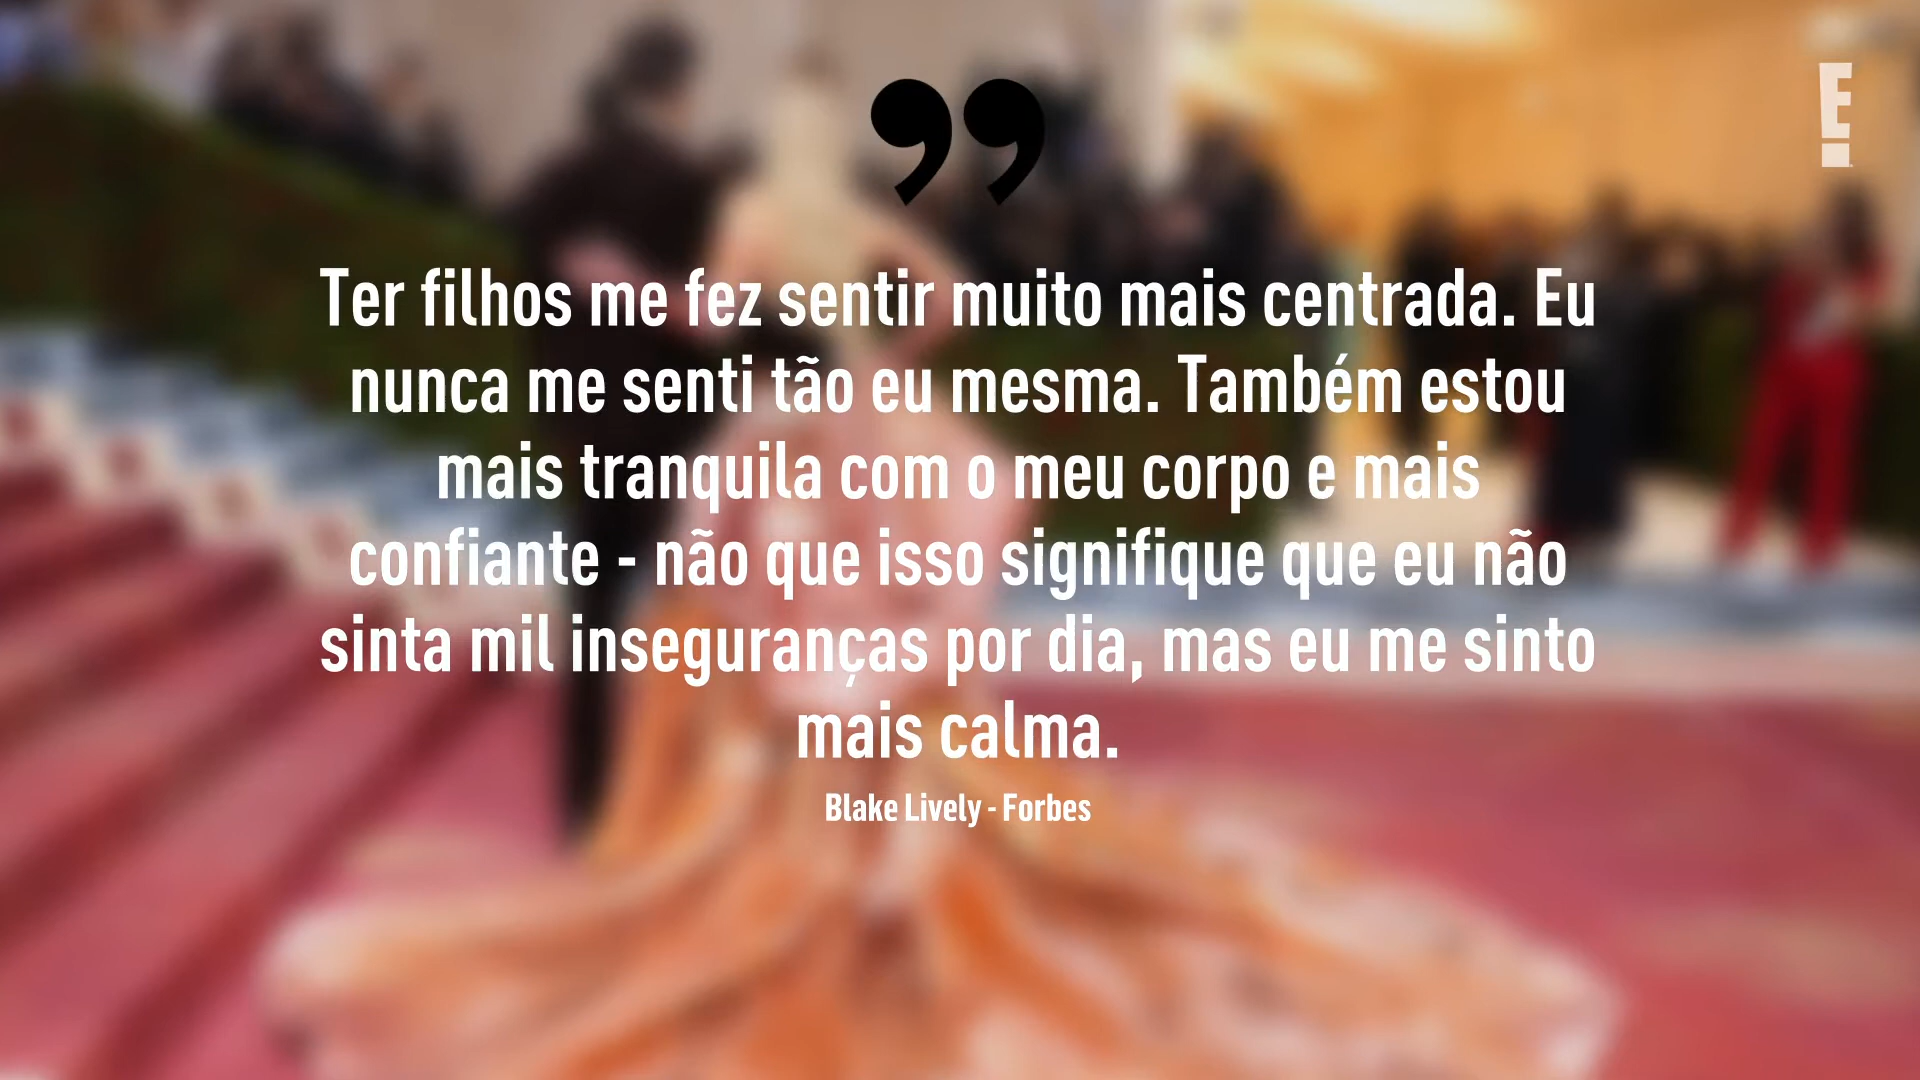 ”
E!
Ter filhos me fez sentir muito mais centrada. Eu
nunca me senti tão eu mesma. Também estou
mais tranquila com o meu corpo e mais
confiante - não que isso signifique que eu não
sinta mil inseguranças por dia, mas eu me sinto
mais calma.
Blake Lively - Forbes